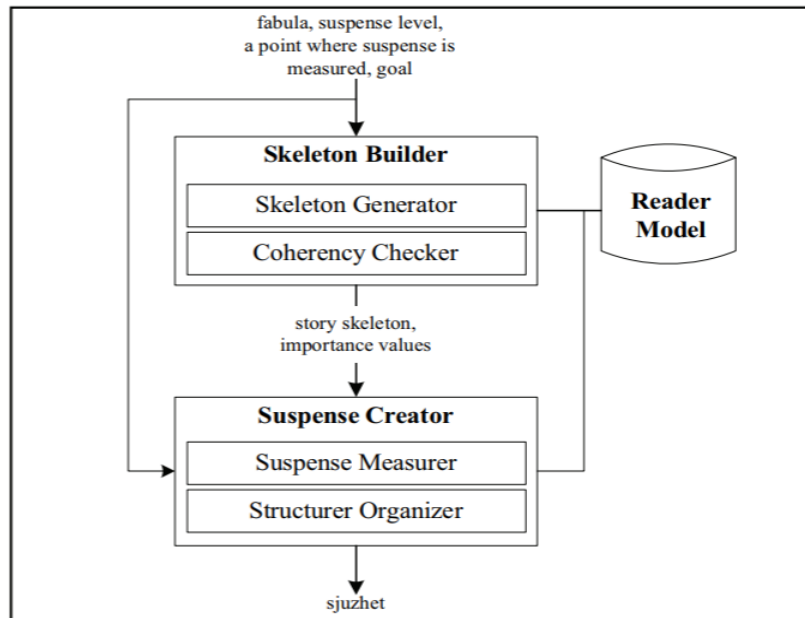 fabula, suspense level,
a point where suspense is
measured, goal
Skeleton Builder
Skeleton Generator
Coherency Checker
Reader
Model
story skeleton,
importance values
Suspense Creator
Suspense Measurer
Structurer Organizer
sjuzhet